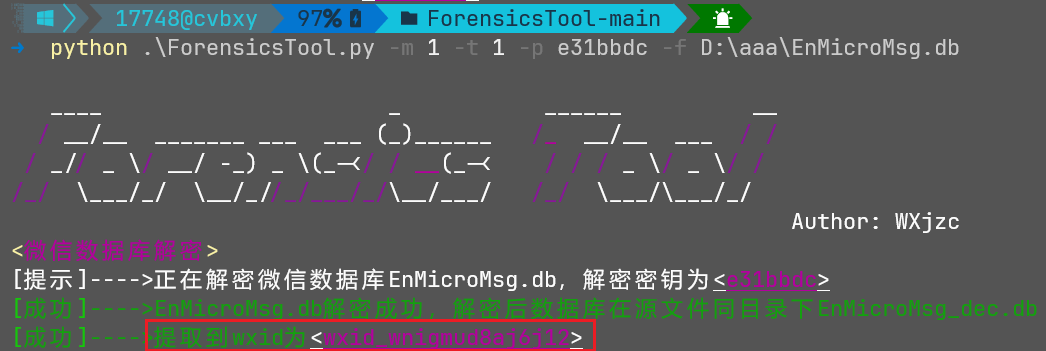 17748@cvbxy 97% ForensicsTool-main
→ python .\ForensicsTool.py -m 1 -t 1 -p e31bbdc -f D:\aaa\EnMicroMsg.db
Author: WXjzc
<微信数据库解密>
[提示]---->正在解密微信数据库EnMicroMsg.db，解密密钥为<e31bbdc>
[成功]---->EnMicroMsg.db解密成功，解密后数据库在源文件同目录下EnMicroMsg_dec.db
[成功]---->提取到wxid为<wxid_wnigmud8aj6j12>